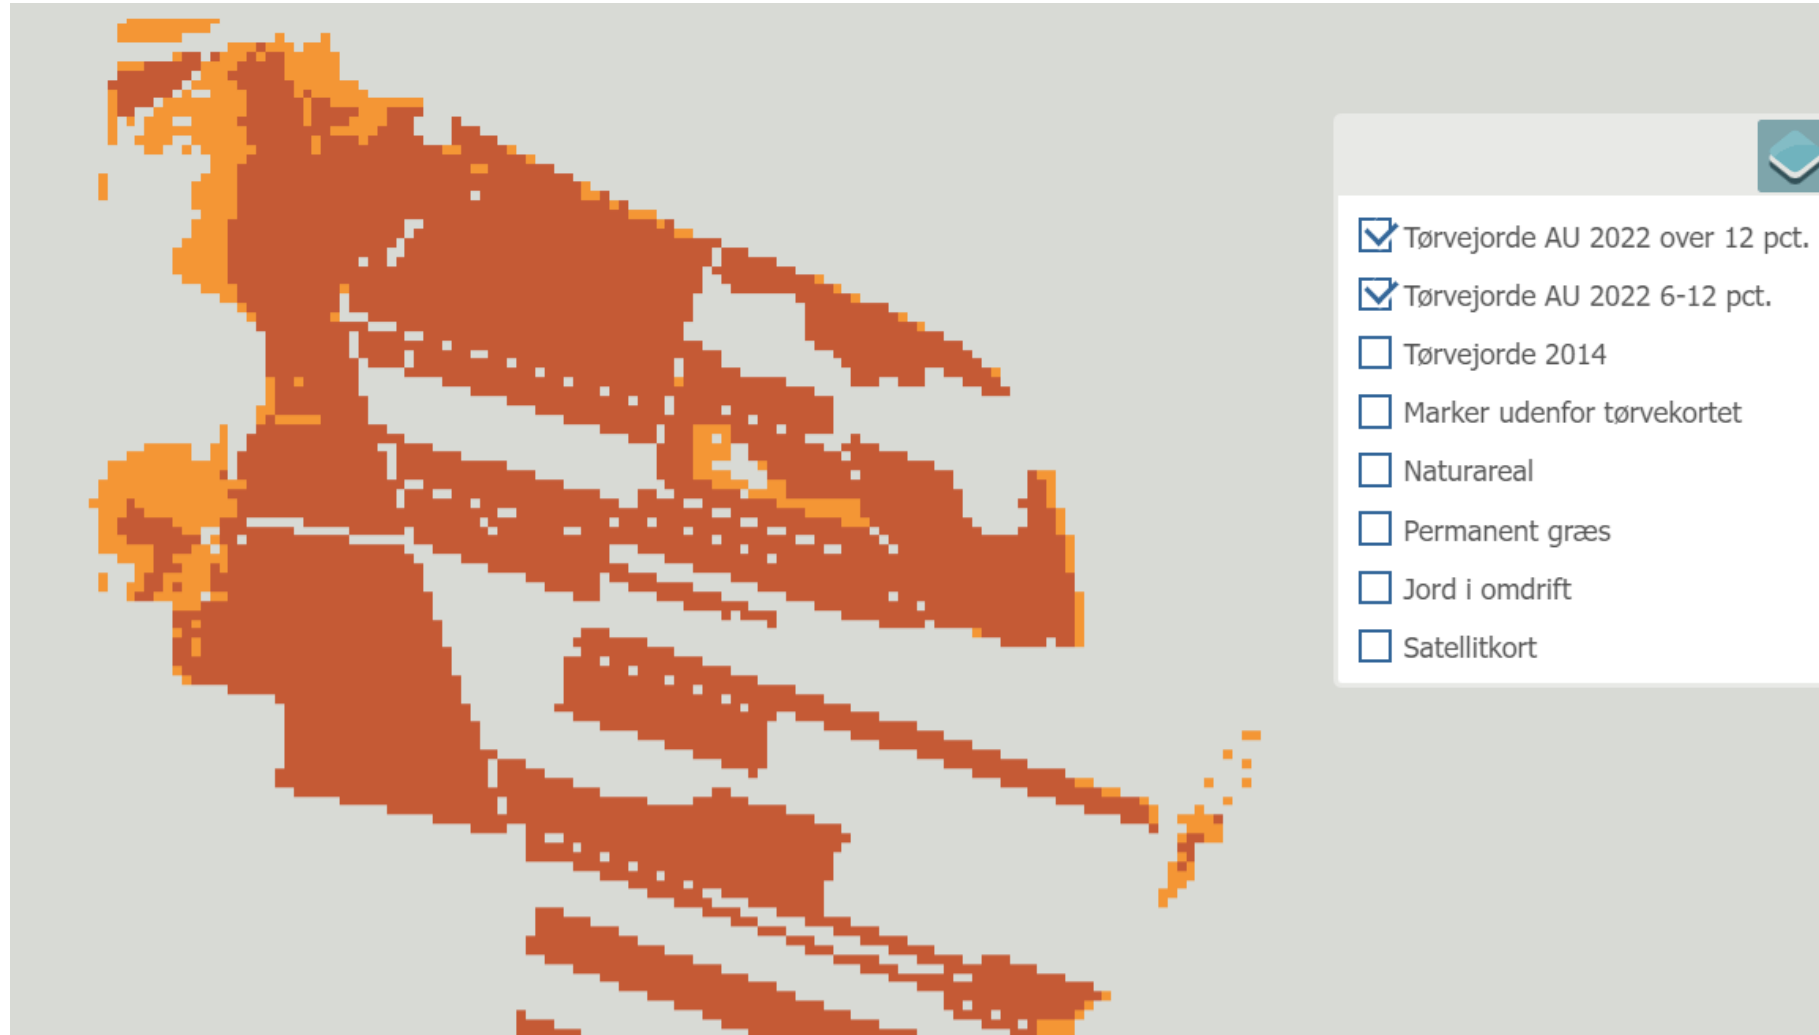 Tørvejorde AU 2022 over 12 pct.
Tørvejorde AU 2022 6-12 pct.
Tørvejorde 2014
Marker udenfor tørvekortet
Naturareal
Permanent græs
Jord i omdrift
Satellitkort